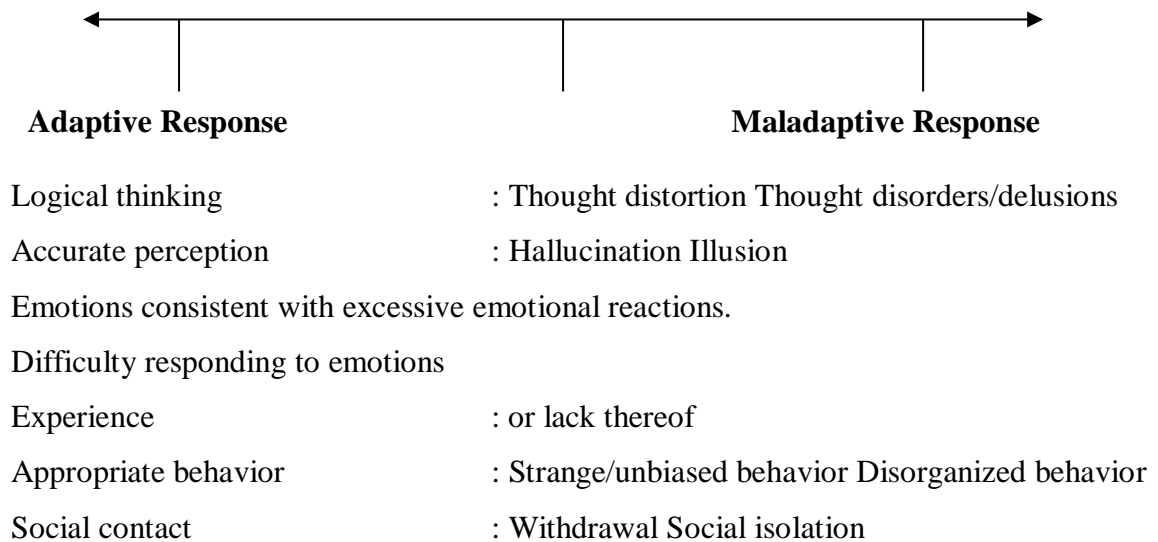 Adaptive Response Maladaptive Response
Logical thinking : Thought distortion Thought disorders/delusions
Accurate perception : Hallucination Illusion
Emotions consistent with excessive emotional reactions.
Difficulty responding to emotions
Experience : or lack thereof
Appropriate behavior : Strange/unbiased behavior Disorganized behavior
Social contact : Withdrawal Social isolation